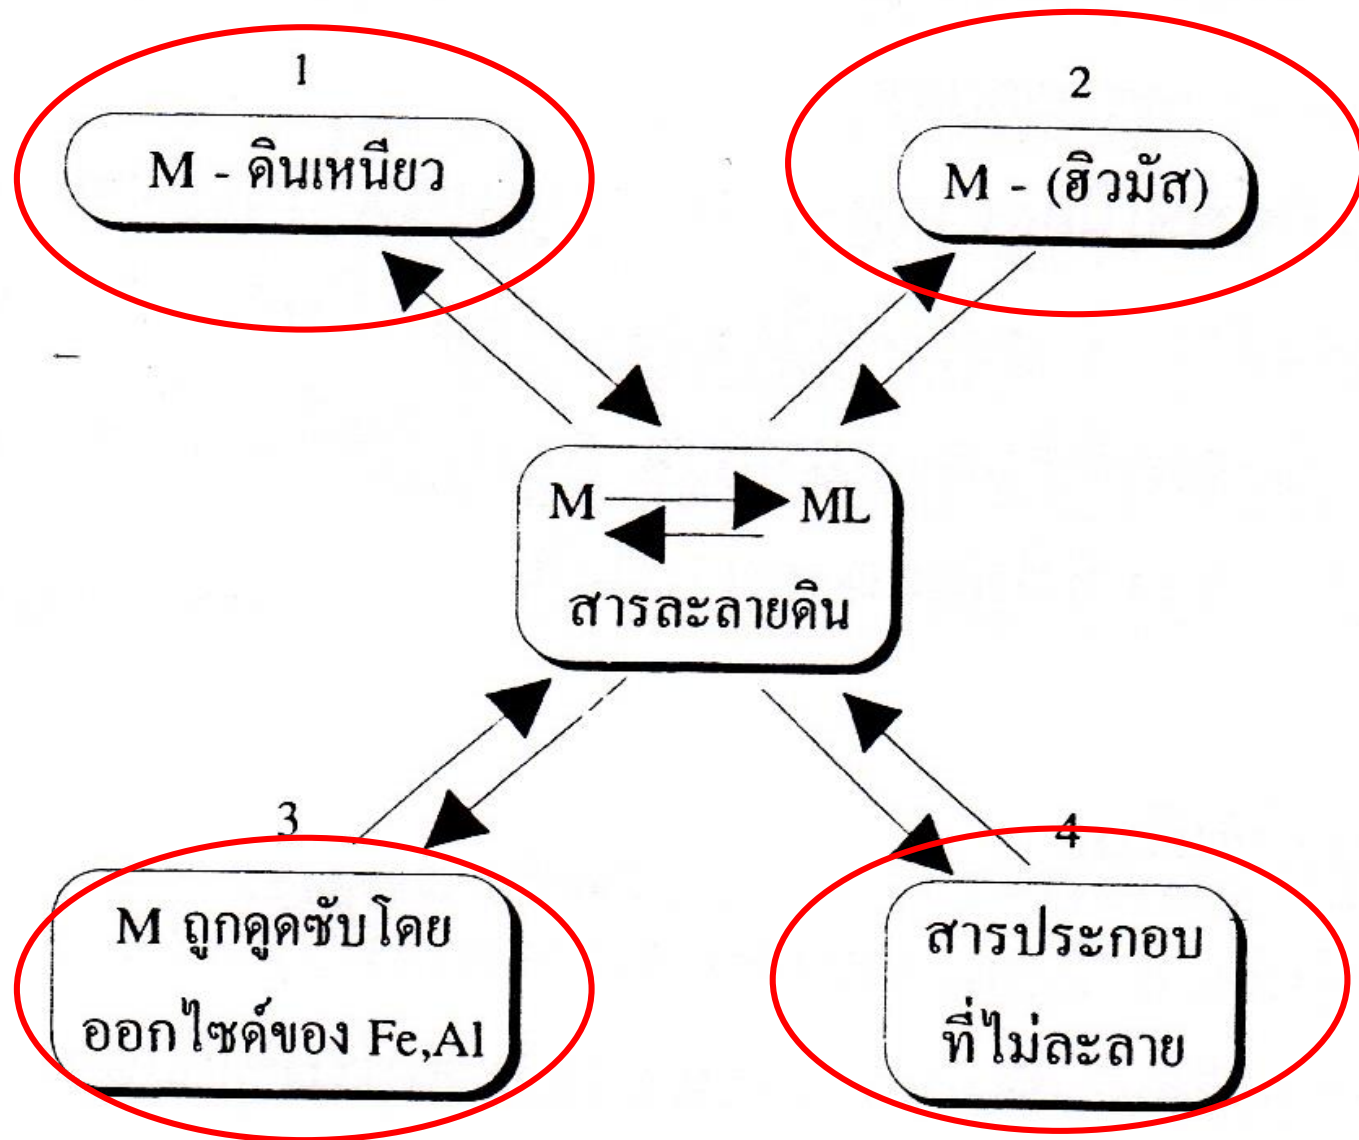 1
M - ดินเหนียว
2
M - (ฮิวมัส)
M ML
สารละลายดิน
3
M ถูกดูดซับโดย
ออกไซด์ของ Fe,Al
4
สารประกอบ
ที่ไม่ละลาย